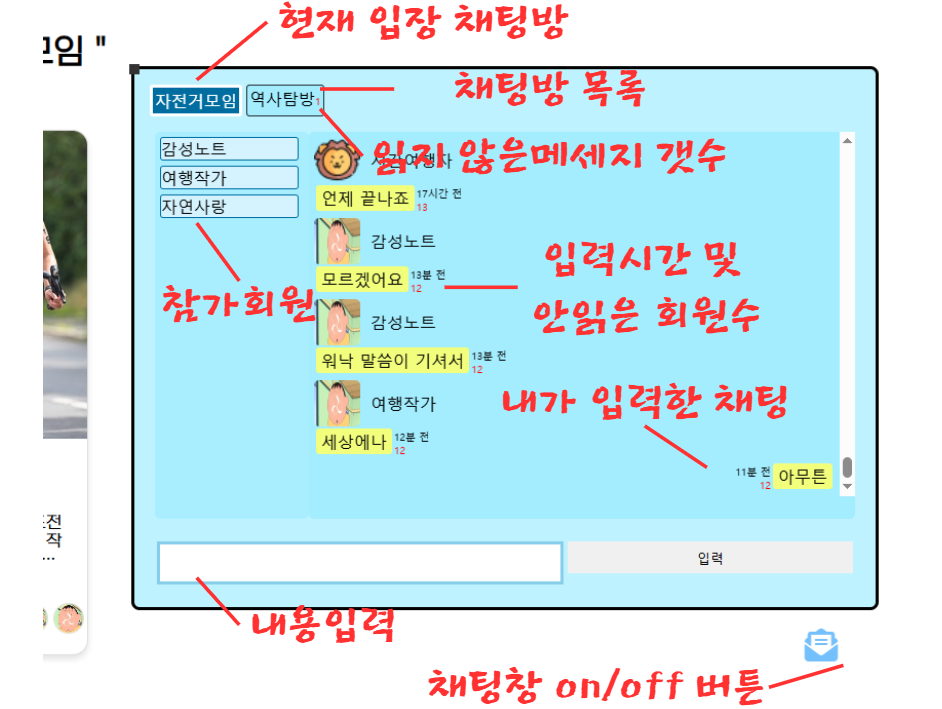 현재 입장 채팅방
모임 "
자전거모임
역사탐방1
채팅방 목록
감성노트
여행작가
자연사랑
읽지 않은메세지 갯수
언제 끝나죠
17시간 전
13
감성노트
모르겠어요
13분 전
12
입력시간 및
안읽은 회원수
참가회원
감성노트
워낙 말씀이 기셔서
13분 전
12
여행작가
내가 입력한 채팅
세상에나
12분 전
12
11분 전
12
아무튼
전
작
...
입력
내용입력
채팅창 on/off 버튼